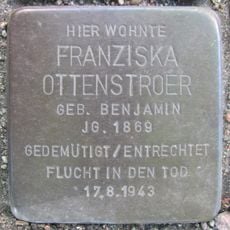 HIER WOHNTE
FRANZISKA
OTTENSTROER
GEB. BENJAMIN
JG. 1869
GEDEMÜTIGT/ENTRECHTET
FLUCHT IN DEN TOD
17.8.1943